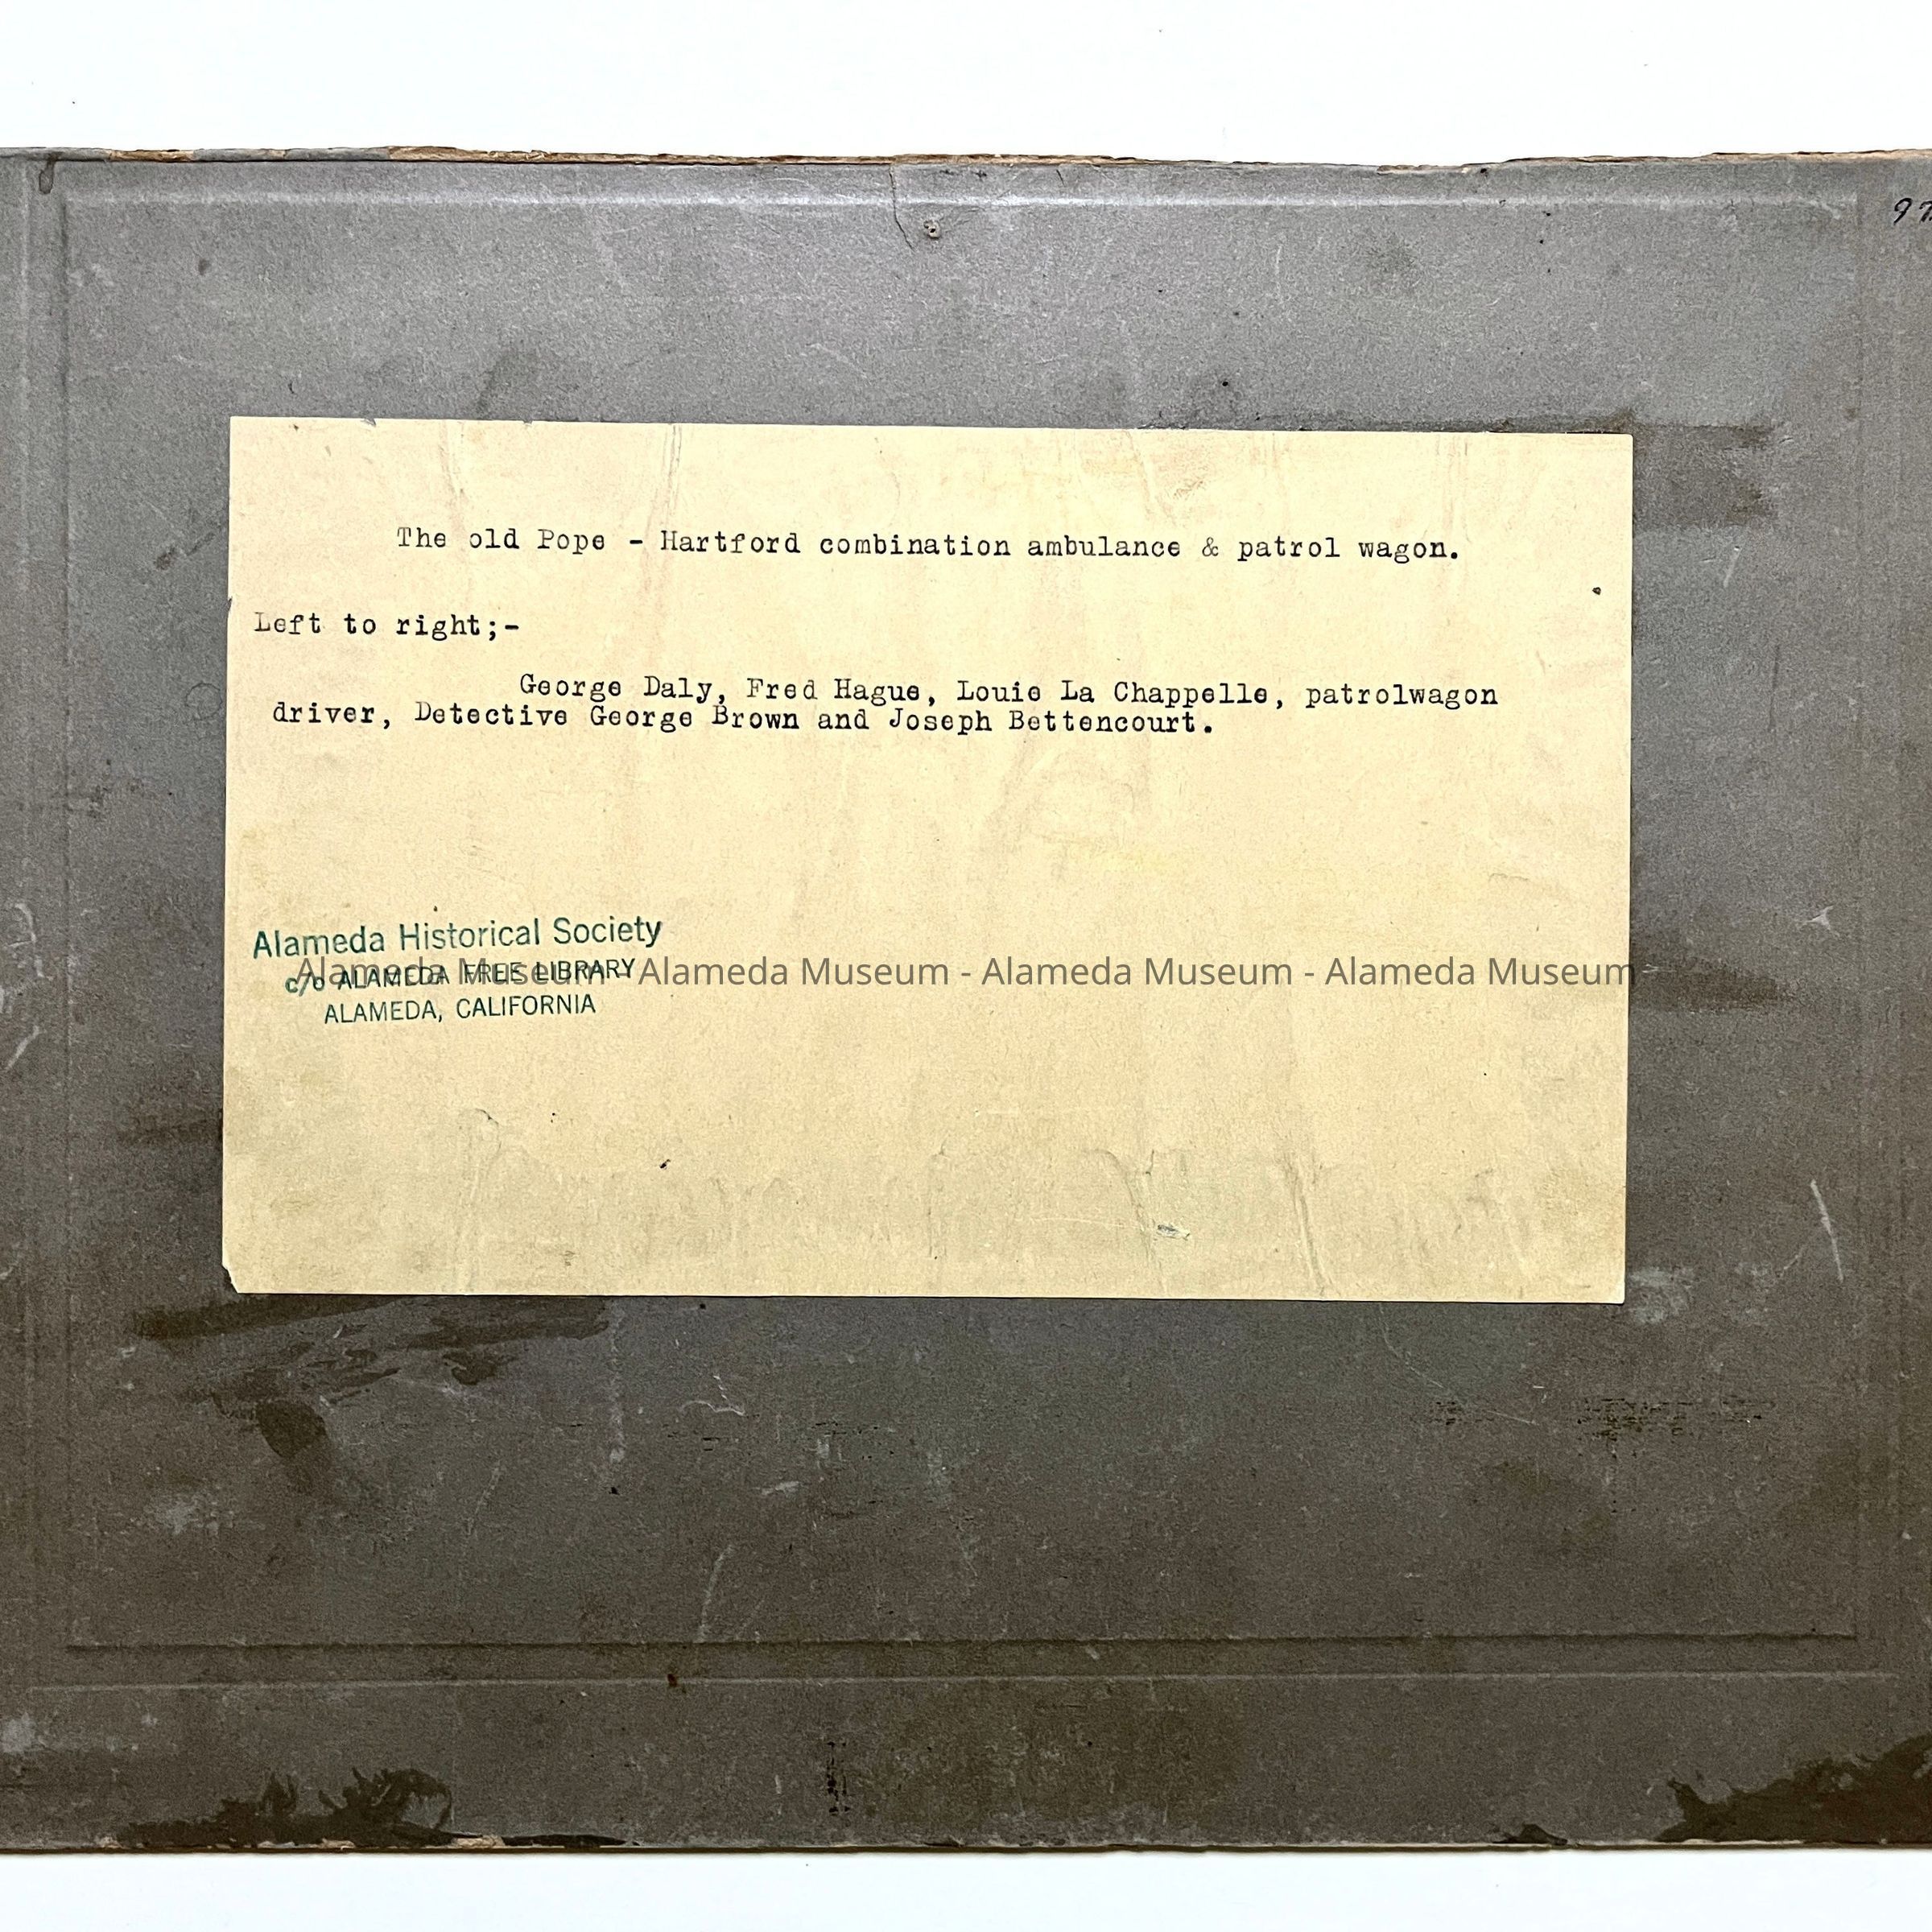 97
The old Pope - Hartford combination ambulance & patrol wagon.
Left to right;-
George Daly, Fred Hague, Louie La Chappelle, patrolwagon
driver, Detective George Brown and Joseph Bettencourt.
Alameda Historical Society
c/o ALAMEDA FREE LIBRARY
ALAMEDA, CALIFORNIA
Alameda Museum - Alameda Museum - Alameda Museum - Alameda Museum